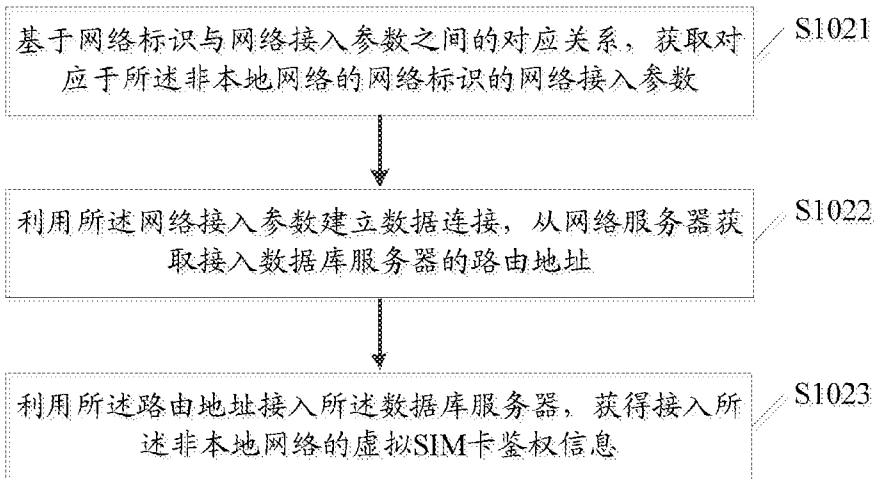 基于网络标识与网络接入参数之间的对应关系，获取对
应于所述非本地网络的网络标识的网络接入参数
S1021
利用所述网络接入参数建立数据连接，从网络服务器获
取接入数据库服务器的路由地址
S1022
利用所述路由地址接入所述数据库服务器，获得接入所
述非本地网络的虚拟SIM卡鉴权信息
S1023